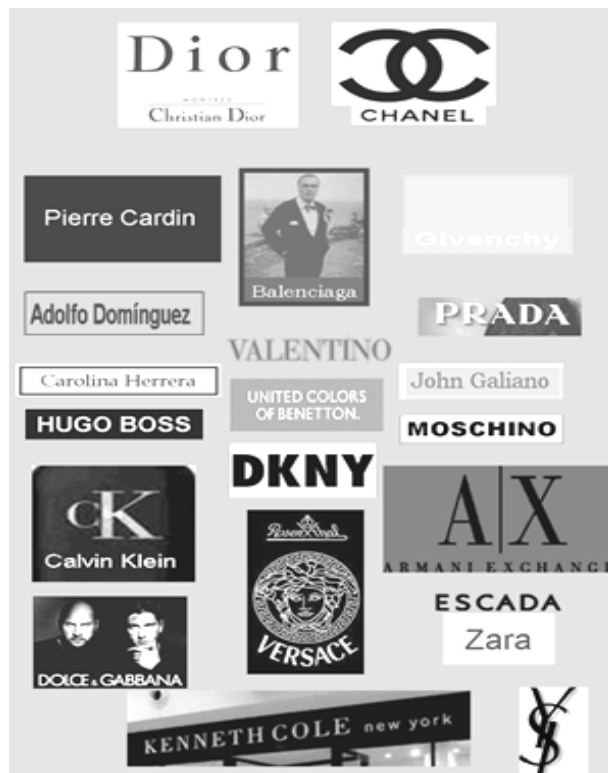 Dior
MONTRES
Christian Dior
CHANEL
Pierre Cardin
Balenciaga
Givenchy
Adolfo Domínguez
PRADA
VALENTINO
Carolina Herrera
John Galiano
UNITED COLORS
OF BENETTON.
HUGO BOSS
MOSCHINO
DKNY
CK
Calvin Klein
A|X
ARMANI EXCHANGE
Rosenthal
VERSACE
ESCADA
Zara
DOLCE & GABBANA
KENNETH COLE new york
YSL